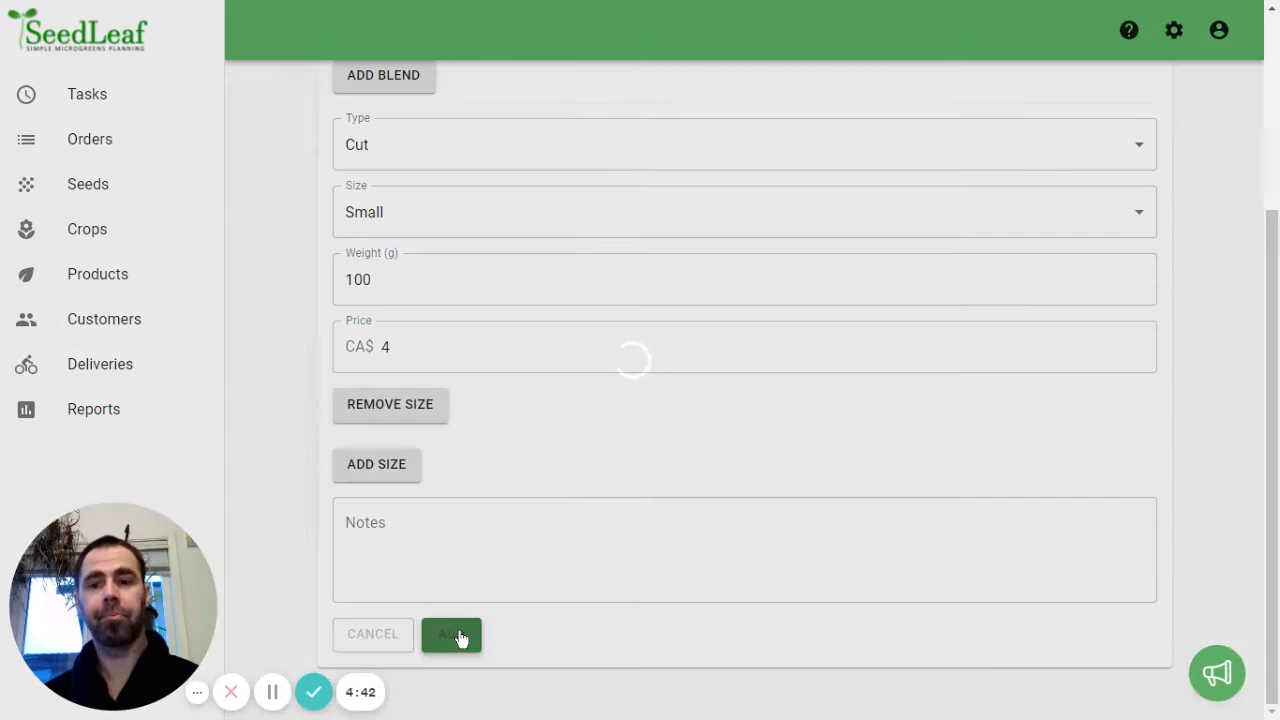 SeedLeaf
SIMPLE MICROGREENS PLANNING
Tasks
Orders
Seeds
Crops
Products
Customers
Deliveries
Reports
ADD BLEND
Type
Cut
Size
Small
Weight (g)
100
Price
CA$ 4
REMOVE SIZE
ADD SIZE
Notes
CANCEL
4:42